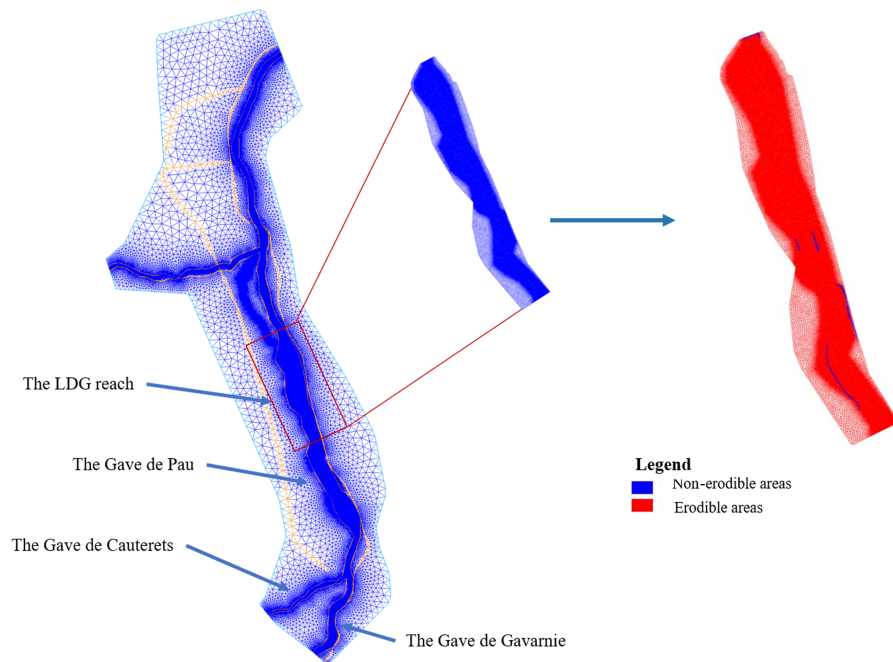 The LDG reach
The Gave de Pau
The Gave de Cauterets
The Gave de Gavarnie
Legend
Non-erodible areas
Erodible areas